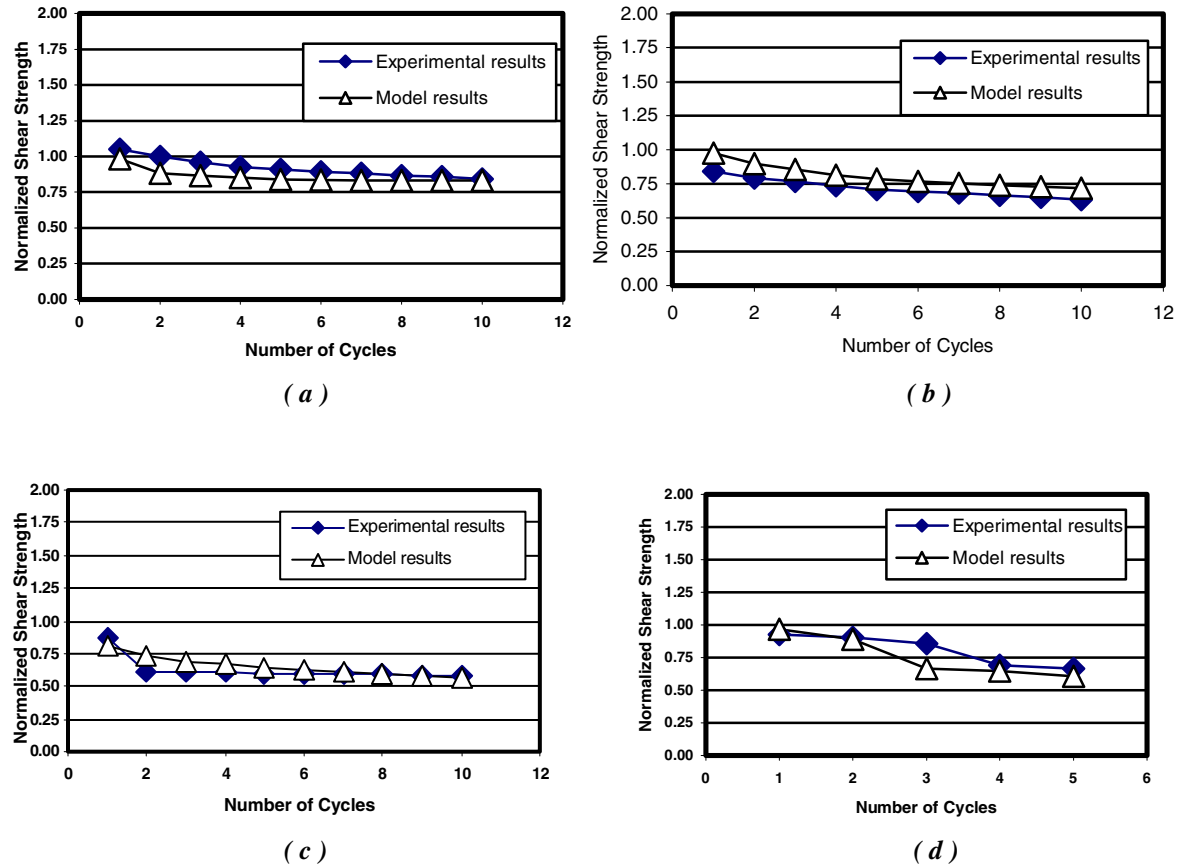 2.00
1.75
1.50
1.25
1.00
0.75
0.50
0.25
0.00
Normalized Shear Strength
Experimental results
Model results
0 2 4 6 8 10 12
Number of Cycles
( a )
2.00
1.75
1.50
1.25
1.00
0.75
0.50
0.25
0.00
Normalized Shear Strength
Experimental results
Model results
0 2 4 6 8 10 12
Number of Cycles
( b )
2.00
1.75
1.50
1.25
1.00
0.75
0.50
0.25
0.00
Normalized Shear Strength
Experimental results
Model results
0 2 4 6 8 10 12
Number of Cycles
( c )
2.00
1.75
1.50
1.25
1.00
0.75
0.50
0.25
0.00
Normalized Shear Strength
Experimental results
Model results
0 1 2 3 4 5 6
Number of Cycles
( d )